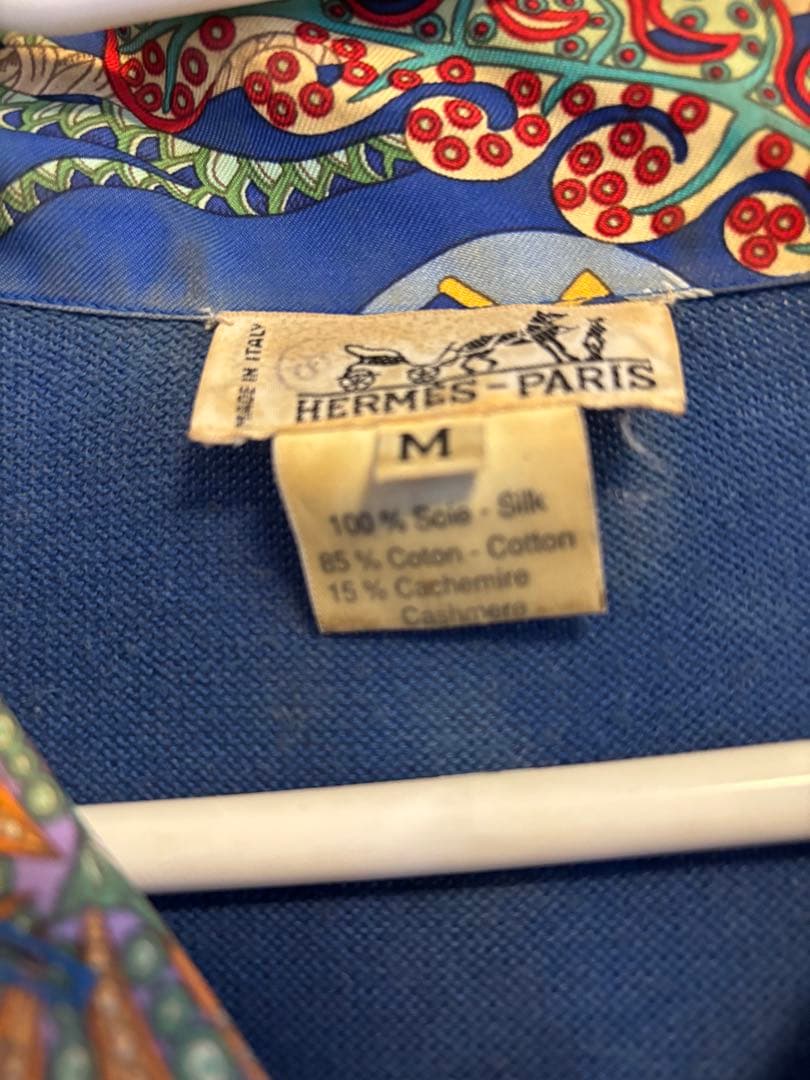 MADE IN ITALY
HERMES-PARIS
M
100 % Soie - Silk
85 % Coton - Cotton
15 % Cachemire
Cashmere